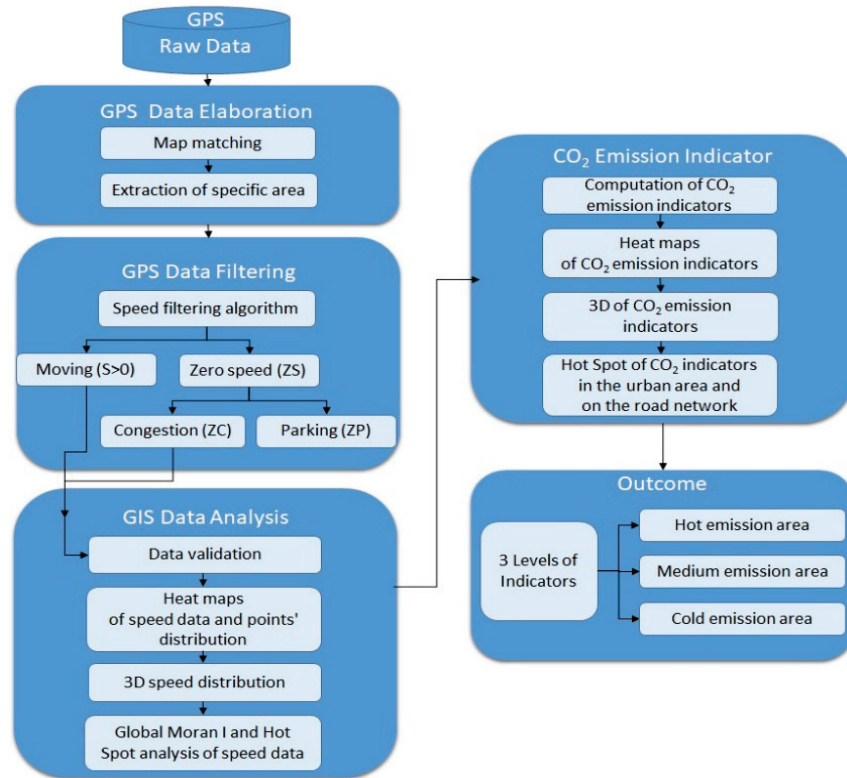 GPS
Raw Data
GPS Data Elaboration
Map matching
Extraction of specific area
GPS Data Filtering
Speed filtering algorithm
Moving (S>0)
Zero speed (ZS)
Congestion (ZC)
Parking (ZP)
GIS Data Analysis
Data validation
Heat maps
of speed data and points'
distribution
3D speed distribution
Global Moran I and Hot
Spot analysis of speed data
CO₂ Emission Indicator
Computation of CO₂
emission indicators
Heat maps
of CO₂ emission indicators
3D of CO₂ emission
indicators
Hot Spot of CO₂ indicators
in the urban area and
on the road network
Outcome
3 Levels of
Indicators
Hot emission area
Medium emission area
Cold emission area